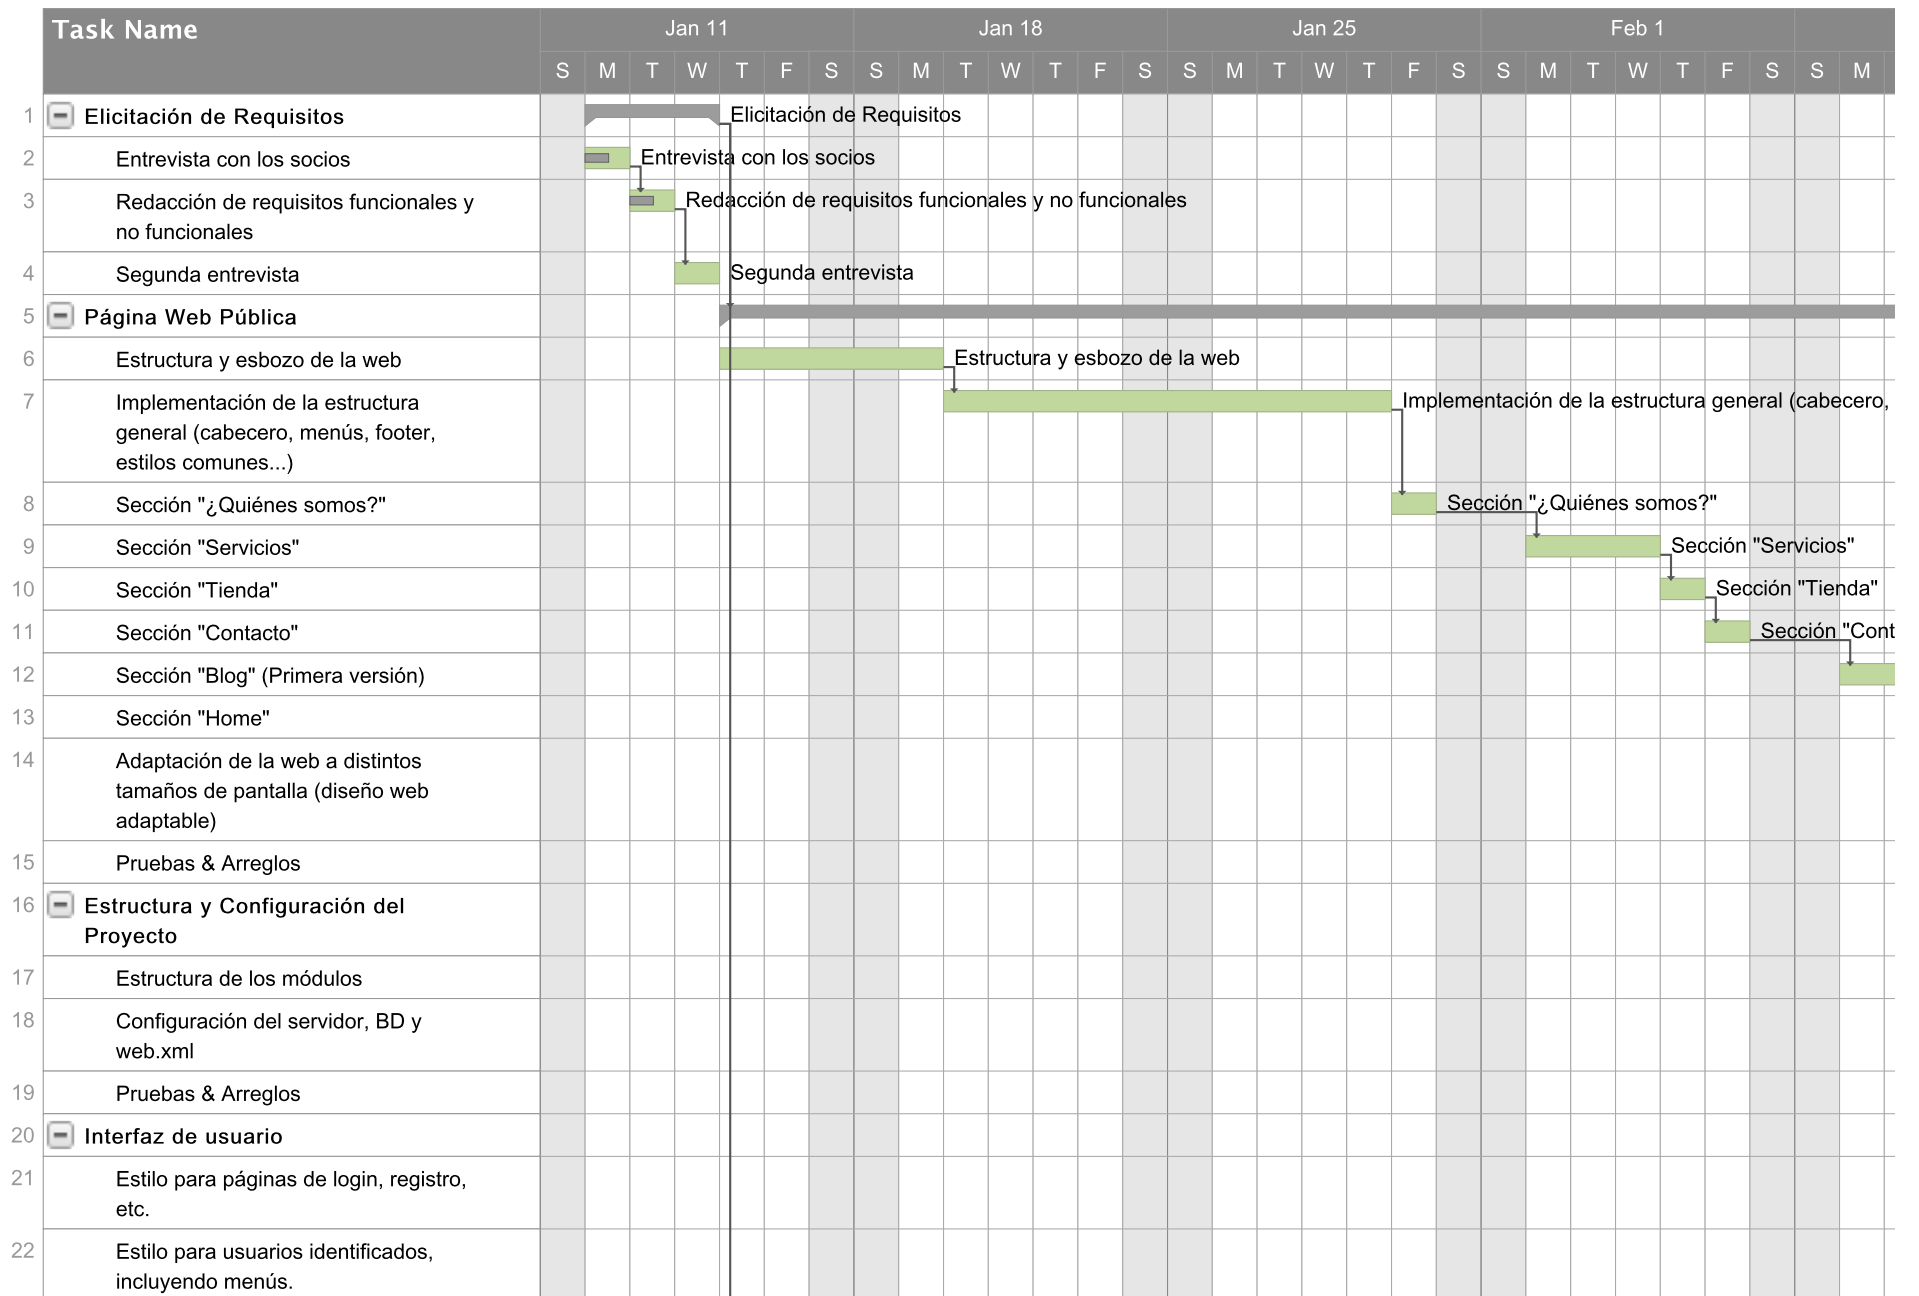 Task Name
Jan 11 Jan 18 Jan 25 Feb 1
S M T W T F S S M T W T F S S M T W T F S S M T W T F S S M
1 Elicitación de Requisitos Elicitación de Requisitos
2 Entrevista con los socios Entrevista con los socios
3 Redacción de requisitos funcionales y Redacción de requisitos funcionales y no funcionales
no funcionales
4 Segunda entrevista Segunda entrevista
5 Página Web Pública
6 Estructura y esbozo de la web Estructura y esbozo de la web
7 Implementación de la estructura Implementación de la estructura general (cabecero,
general (cabecero, menús, footer,
estilos comunes...)
8 Sección "¿Quiénes somos?" Sección "¿Quiénes somos?"
9 Sección "Servicios" Sección "Servicios"
10 Sección "Tienda" Sección "Tienda"
11 Sección "Contacto" Sección "Cont
12 Sección "Blog" (Primera versión)
13 Sección "Home"
14 Adaptación de la web a distintos
tamaños de pantalla (diseño web
adaptable)
15 Pruebas & Arreglos
16 Estructura y Configuración del
Proyecto
17 Estructura de los módulos
18 Configuración del servidor, BD y
web.xml
19 Pruebas & Arreglos
20 Interfaz de usuario
21 Estilo para páginas de login, registro,
etc.
22 Estilo para usuarios identificados,
incluyendo menús.